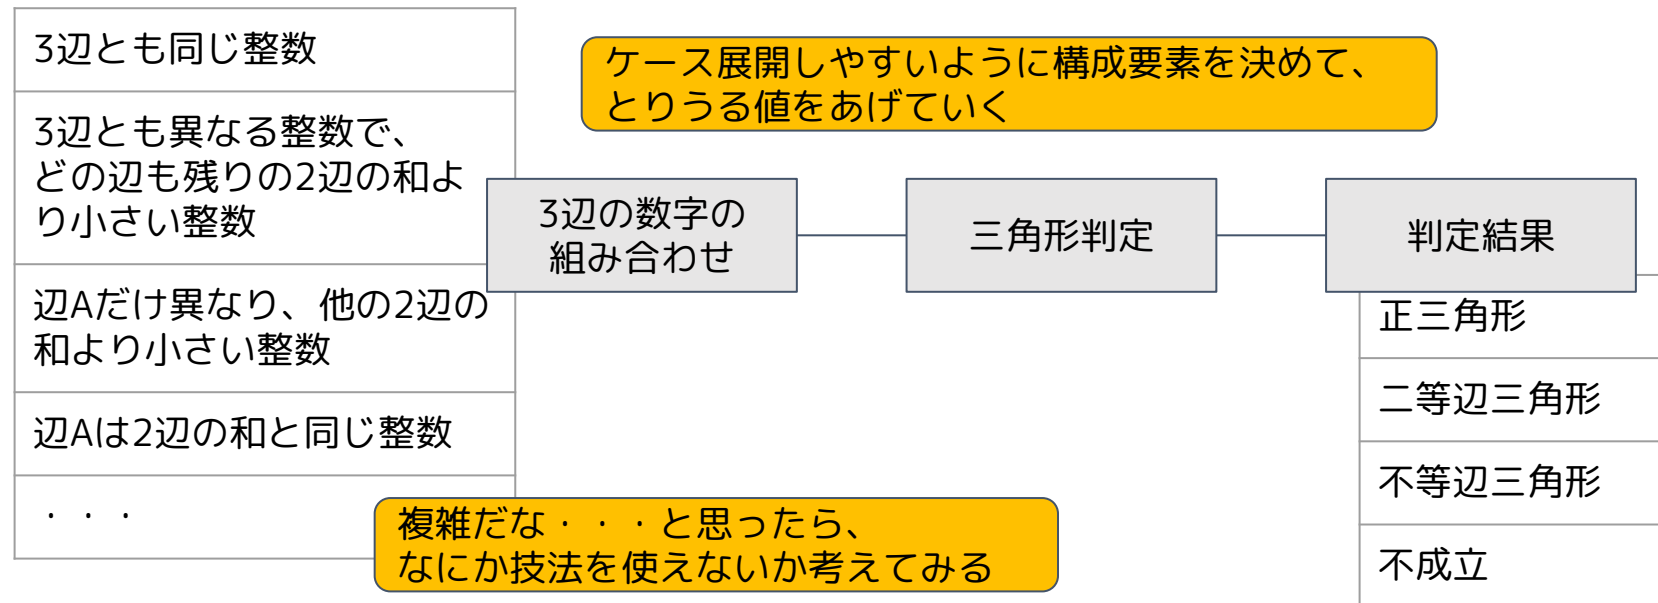 3辺とも同じ整数
3辺とも異なる整数で、
どの辺も残りの2辺の和よ
り小さい整数
辺Aだけ異なり、他の2辺の
和より小さい整数
辺Aは2辺の和と同じ整数
・・・
ケース展開しやすいように構成要素を決めて、
とりうる値をあげていく
3辺の数字の
組み合わせ
三角形判定
判定結果
正三角形
二等辺三角形
不等辺三角形
不成立
複雑だな・・・と思ったら、
なにか技法を使えないか考えてみる